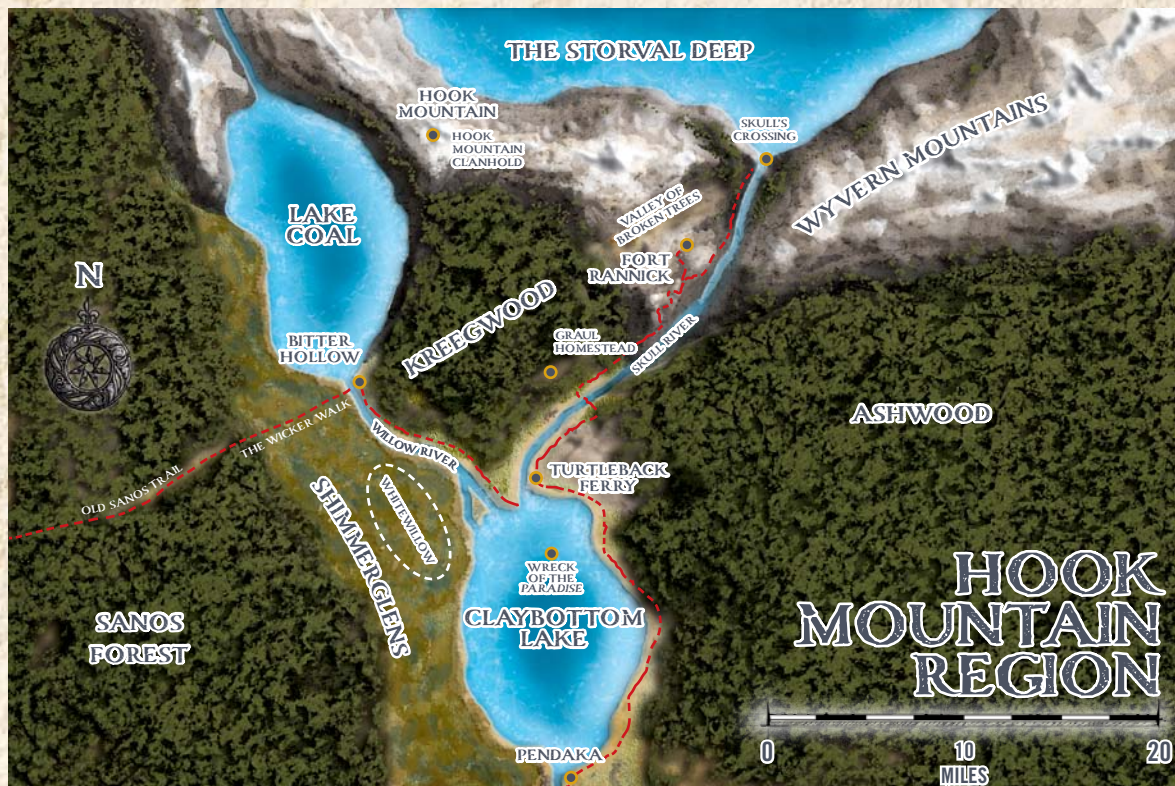 THE STORVAL DEEP
HOOK
MOUNTAIN
HOOK
MOUNTAIN
CLANHOLD
SKULL'S
CROSSING
WYVERN MOUNTAINS
VALLEY OF
BROKEN TREES
LAKE
COAL
FORT
RANNICK
N
KREEGWOOD
BITTER
HOLLOW
GRAUL
HOMESTEAD
SKULL RIVER
ASHWOOD
THE WICKER WALK
OLD SANOS TRAIL
WILLOW RIVER
TURTLEBACK
FERRY
SHIMMERGLENS
WHITEWILLOW
WRECK
OF THE
PARADISE
CLAYBOTTOM
LAKE
SANOS
FOREST
HOOK
MOUNTAIN
REGION
PENDAKA
0 10 20
MILES